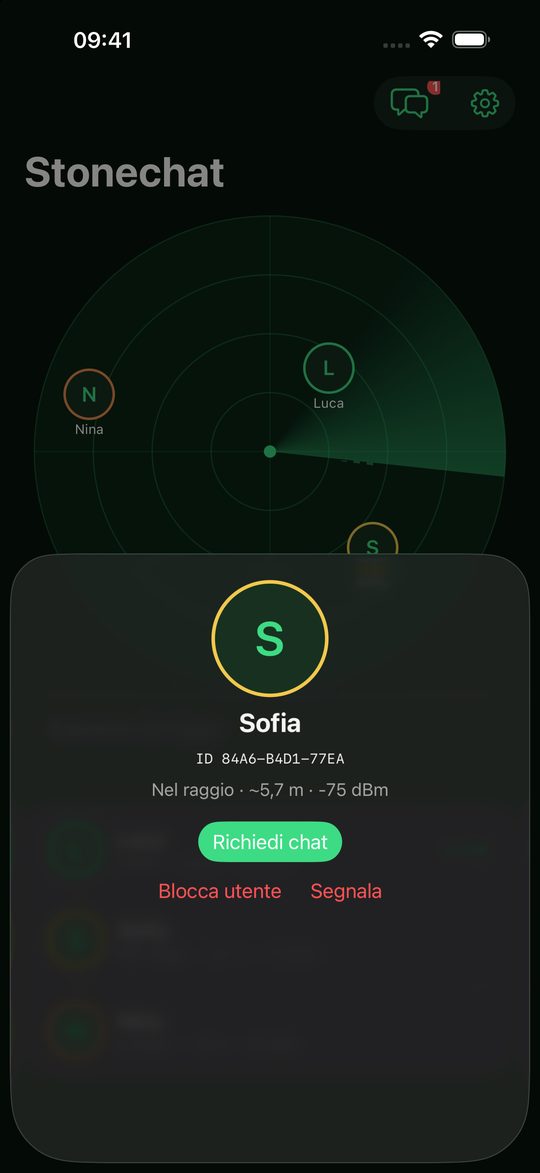 09:41
1
Stonechat
N
Nina
L
Luca
S
S
Sofia
ID 84A6-B4D1-77EA
Nel raggio · ~5,7 m · -75 dBm
Richiedi chat
Blocca utente
Segnala